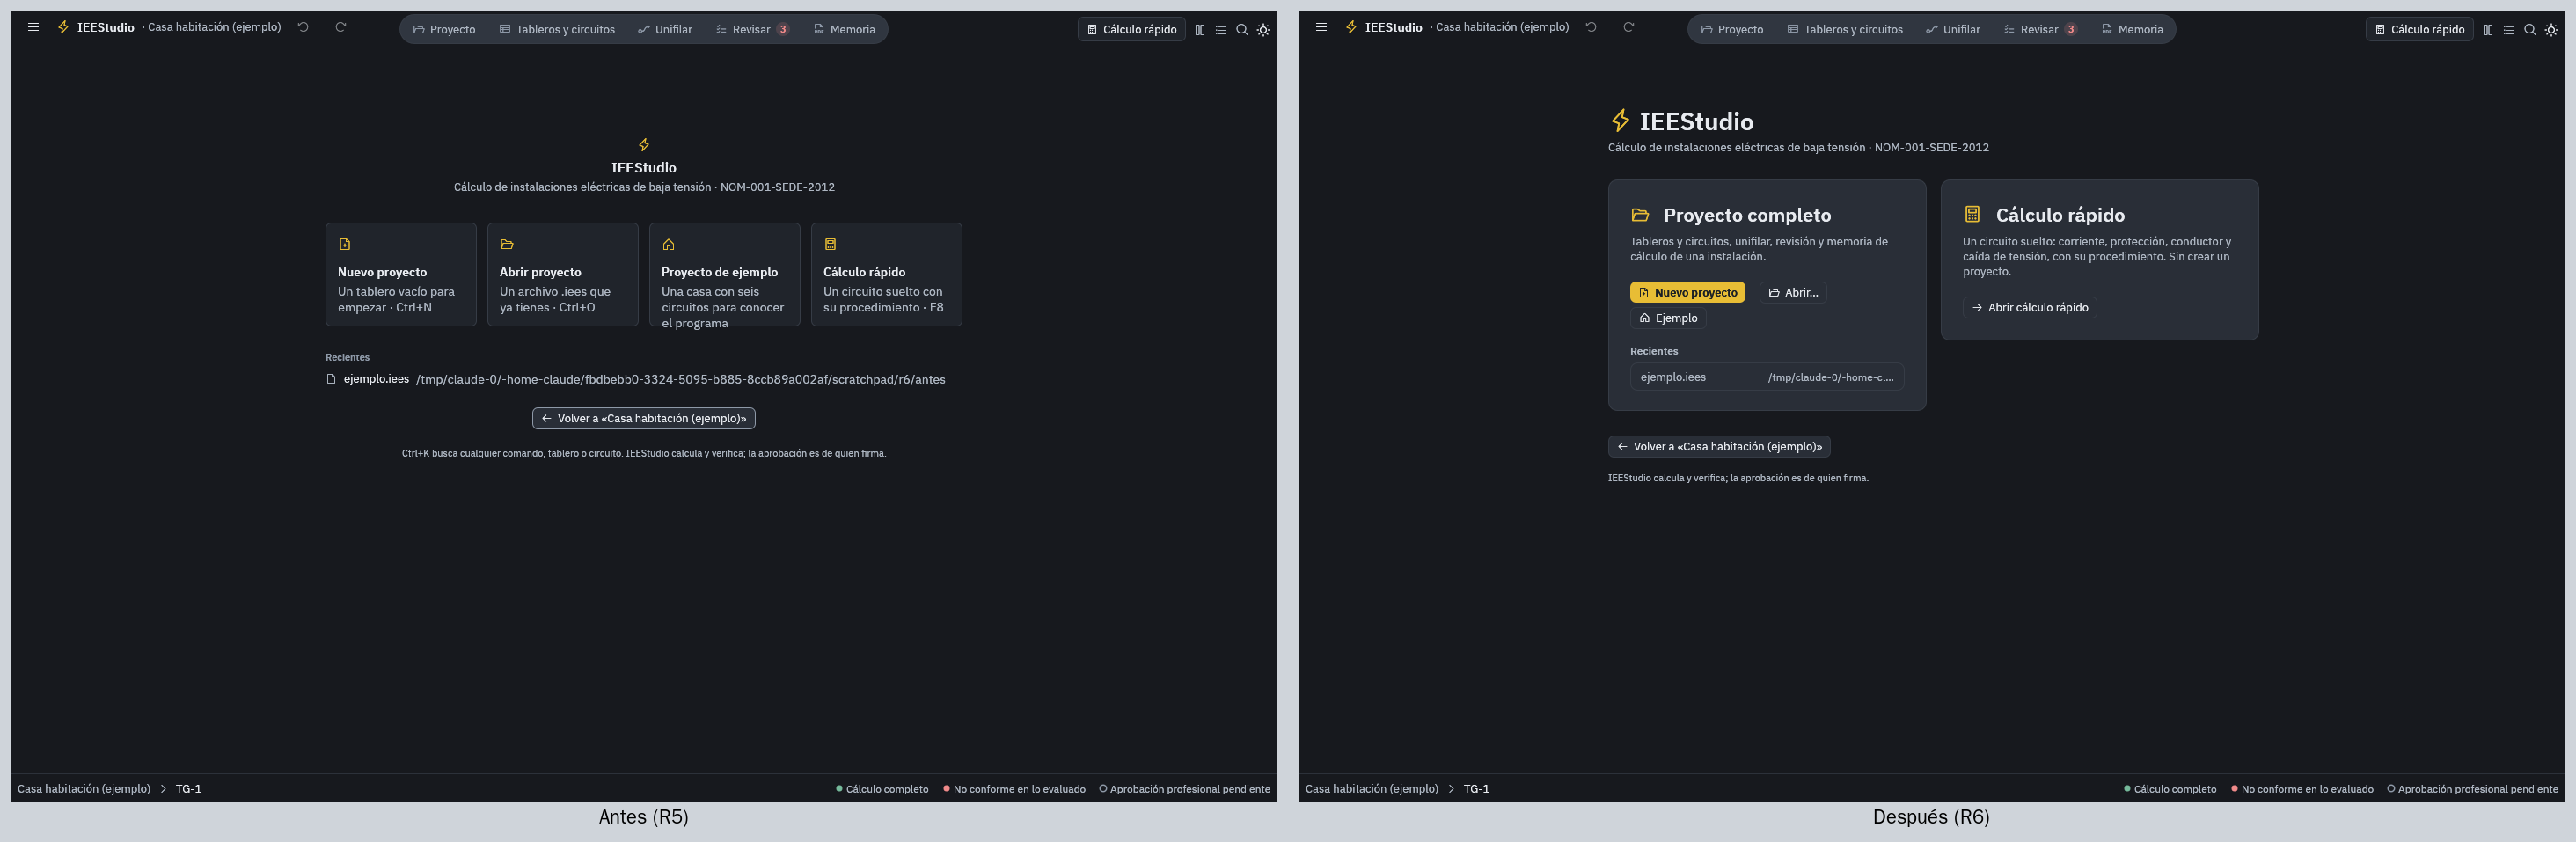 IEEStudio · Casa habitación (ejemplo) Proyecto Tableros y circuitos Unifilar Revisar 3 Memoria Cálculo rápido
IEEStudio
Cálculo de instalaciones eléctricas de baja tensión · NOM-001-SEDE-2012
Nuevo proyecto
Un tablero vacío para
empezar · Ctrl+N
Abrir proyecto
Un archivo .iees que
ya tienes · Ctrl+O
Proyecto de ejemplo
Una casa con seis
circuitos para conocer
el programa
Cálculo rápido
Un circuito suelto con
su procedimiento · F8
Recientes
ejemplo.iees /tmp/claude-0/-home-claude/fbdbebb0-3324-5095-b885-8ccb89a002af/scratchpad/r6/antes
← Volver a «Casa habitación (ejemplo)»
Ctrl+K busca cualquier comando, tablero o circuito. IEEStudio calcula y verifica; la aprobación es de quien firma.
Casa habitación (ejemplo) > TG-1 Cálculo completo No conforme en lo evaluado Aprobación profesional pendiente
Antes (R5)
IEEStudio · Casa habitación (ejemplo) Proyecto Tableros y circuitos Unifilar Revisar 3 Memoria Cálculo rápido
IEEStudio
Cálculo de instalaciones eléctricas de baja tensión · NOM-001-SEDE-2012
Proyecto completo
Tableros y circuitos, unifilar, revisión y memoria de
cálculo de una instalación.
Nuevo proyecto Abrir...
Ejemplo
Recientes
ejemplo.iees /tmp/claude-0/-home-cl...
Cálculo rápido
Un circuito suelto: corriente, protección, conductor y
caída de tensión, con su procedimiento. Sin crear un
proyecto.
→ Abrir cálculo rápido
← Volver a «Casa habitación (ejemplo)»
IEEStudio calcula y verifica; la aprobación es de quien firma.
Casa habitación (ejemplo) > TG-1 Cálculo completo No conforme en lo evaluado Aprobación profesional pendiente
Después (R6)